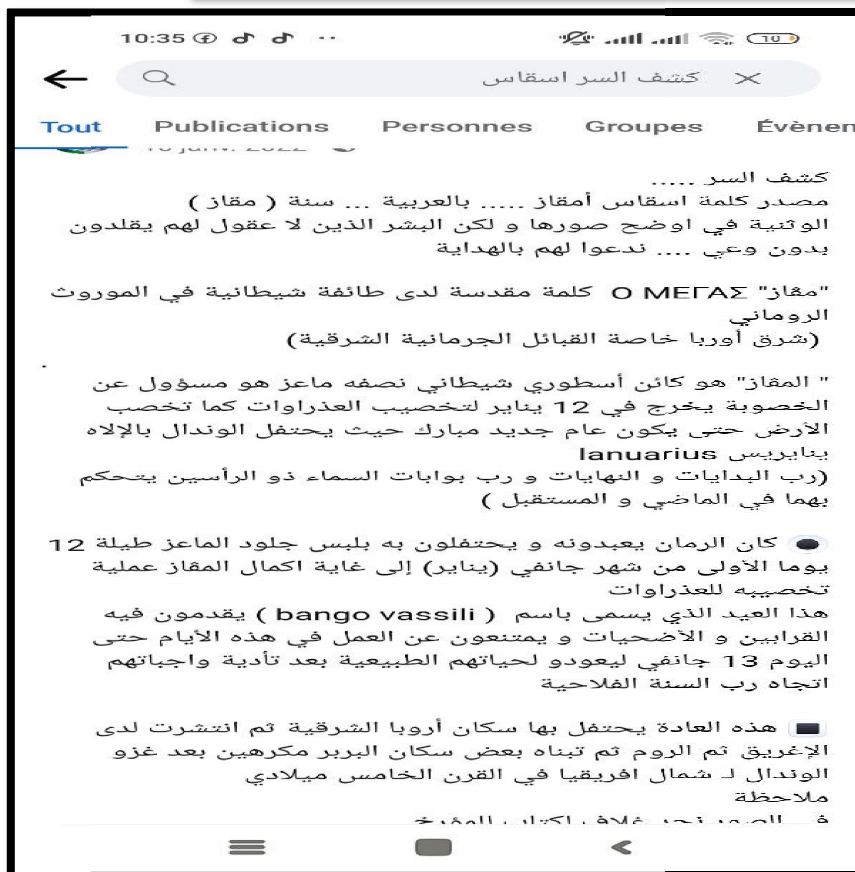 10:35
10
كشف السر اسقاس
Tout Publications Personnes Groupes Évènen
كشف السر .....
مصدر كلمة اسقاس أمقاز ..... بالعربية ... سنة ( مقاز )
الوثنية في اوضح صورها و لكن البشر الذين لا عقول لهم يقلدون
بدون وعي .... ندعوا لهم بالهداية
"مقاز" Ο ΜΕΓΑΣ كلمة مقدسة لدى طائفة شيطانية في الموروث
الروماني
(شرق أوربا خاصة القبائل الجرمانية الشرقية)
" المقاز" هو كائن أسطوري شيطاني نصفه ماعز هو مسؤول عن
الخصوبة يخرج في 12 يناير لتخصيب العذراوات كما تخصب
الأرض حتى يكون عام جديد مبارك حيث يحتفل الوندال بالإلاه
ينايريس Ianuarius
(رب البدايات و النهايات و رب بوابات السماء ذو الرأسين يتحكم
بهما في الماضي و المستقبل )
كان الرمان يعبدونه و يحتفلون به بلبس جلود الماعز طيلة 12
يوما الأولى من شهر جانفي (يناير) إلى غاية اكمال المقاز عملية
تخصيبه للعذراوات
هذا العيد الذي يسمى باسم ( bango vassili ) يقدمون فيه
القرابين و الأضحيات و يمتنعون عن العمل في هذه الأيام حتى
اليوم 13 جانفي ليعودو لحياتهم الطبيعية بعد تأدية واجباتهم
اتجاه رب السنة الفلاحية
هذه العادة يحتفل بها سكان أروبا الشرقية ثم انتشرت لدى
الإغريق ثم الروم ثم تبناه بعض سكان البربر مكرهين بعد غزو
الوندال لـ شمال افريقيا في القرن الخامس ميلادي
ملاحظة